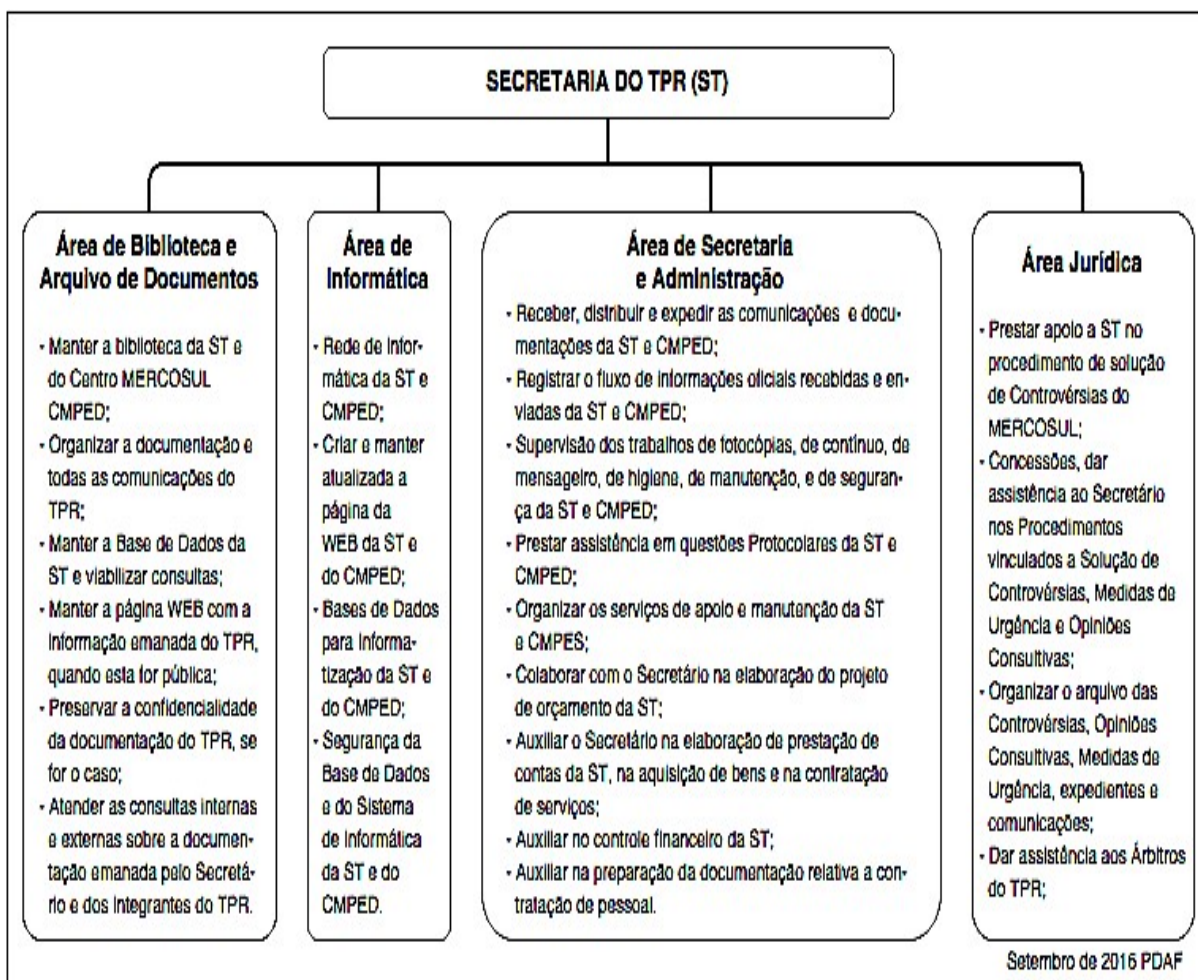 SECRETARIA DO TPR (ST)
Área de Biblioteca e
Arquivo de Documentos
- Manter a biblioteca da ST e
do Centro MERCOSUL
CMPED;
- Organizar a documentação e
todas as comunicações do
TPR;
- Manter a Base de Dados da
ST e viabilizar consultas;
- Manter a página WEB com a
informação emanada do TPR,
quando esta for pública;
- Preservar a confidencialidade
da documentação do TPR, se
for o caso;
- Atender as consultas internas
e externas sobre a documen-
tação emanada pelo Secretá-
rio e dos integrantes do TPR.
Área de
Informática
- Rede de Infor-
mática da ST e
CMPED;
- Criar e manter
atualizada a
página da
WEB da ST e
do CMPED;
- Bases de Dados
para Informa-
tização da ST e
do CMPED;
- Segurança da
Base de Dados
e do Sistema
de Informática
da ST e do
CMPED.
Área de Secretaria
e Administração
- Receber, distribuir e expedir as comunicações e docu-
mentações da ST e CMPED;
- Registrar o fluxo de informações oficiais recebidas e en-
viadas da ST e CMPED;
- Supervisão dos trabalhos de fotocópias, de contínuo, de
mensageiro, de higiene, de manutenção, e de seguran-
ça da ST e CMPED;
- Prestar assistência em questões Protocolares da ST e
CMPED;
- Organizar os serviços de apoio e manutenção da ST
e CMPES;
- Colaborar com o Secretário na elaboração do projeto
de orçamento da ST;
- Auxiliar o Secretário na elaboração de prestação de
contas da ST, na aquisição de bens e na contratação
de serviços;
- Auxiliar no controle financeiro da ST;
- Auxiliar na preparação da documentação relativa a con-
tratação de pessoal.
Área Jurídica
- Prestar apoio a ST no
procedimento de solução
de Controvérsias do
MERCOSUL;
- Concessões, dar
assistência ao Secretário
nos Procedimentos
vinculados a Solução de
Controvérsias, Medidas de
Urgência e Opiniões
Consultivas;
- Organizar o arquivo das
Controvérsias, Opiniões
Consultivas, Medidas de
Urgência, expedientes e
comunicações;
- Dar assistência aos Árbitros
do TPR;
Setembro de 2016 PDAF